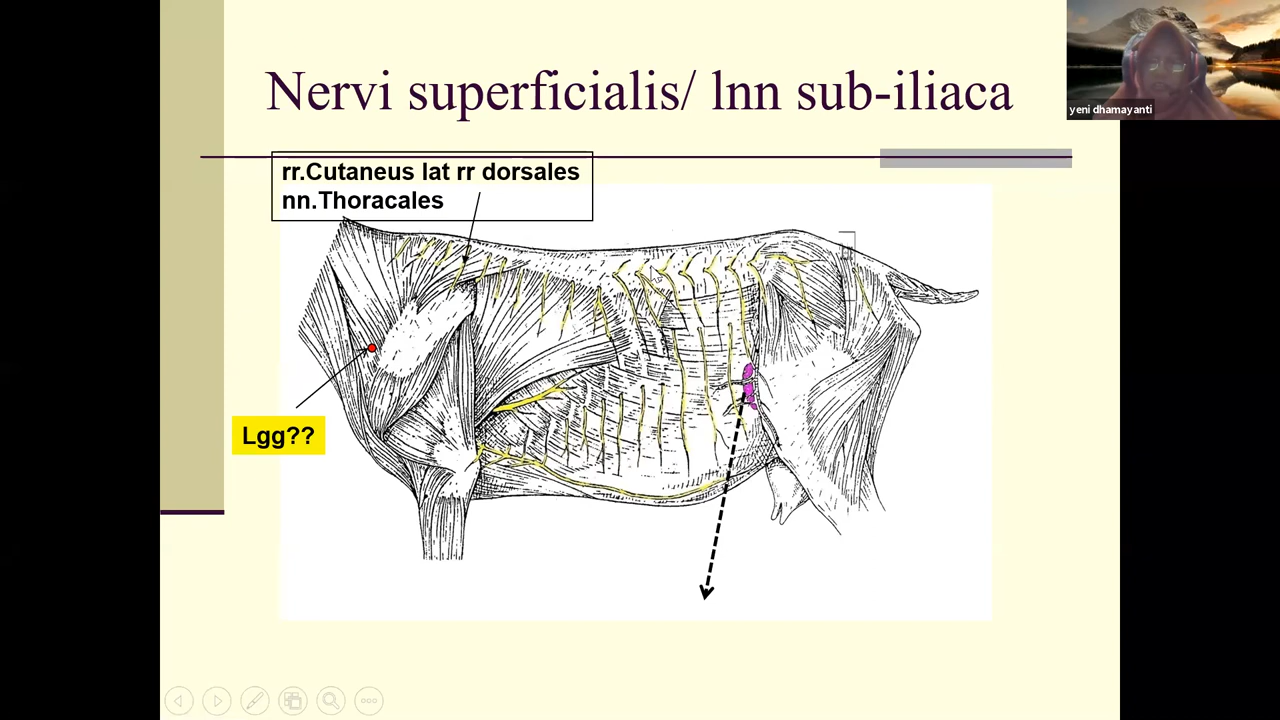 Nervi superficialis/ lnn sub-iliaca
yeni dhamayanti
rr.Cutaneus lat rr dorsales
nn.Thoracales
Lgg??